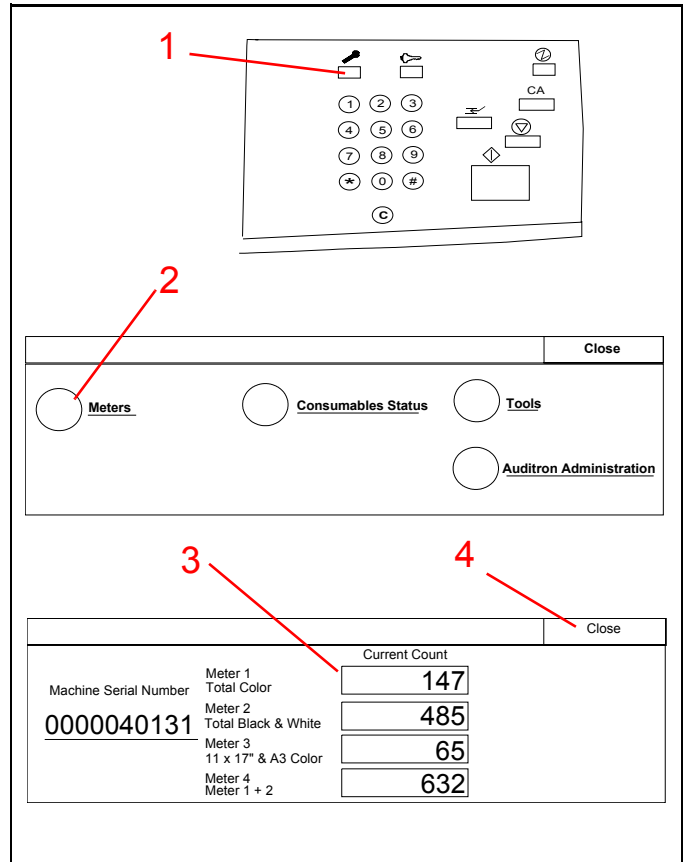 1
CA
1 2 3
4 5 6
7 8 9
* 0 #
C
2
Close
Meters
Consumables Status
Tools
Auditron Administration
3
4
Close
Current Count
Machine Serial Number
0000040131
Meter 1
Total Color
147
Meter 2
Total Black & White
485
Meter 3
11 x 17" & A3 Color
65
Meter 4
Meter 1 + 2
632